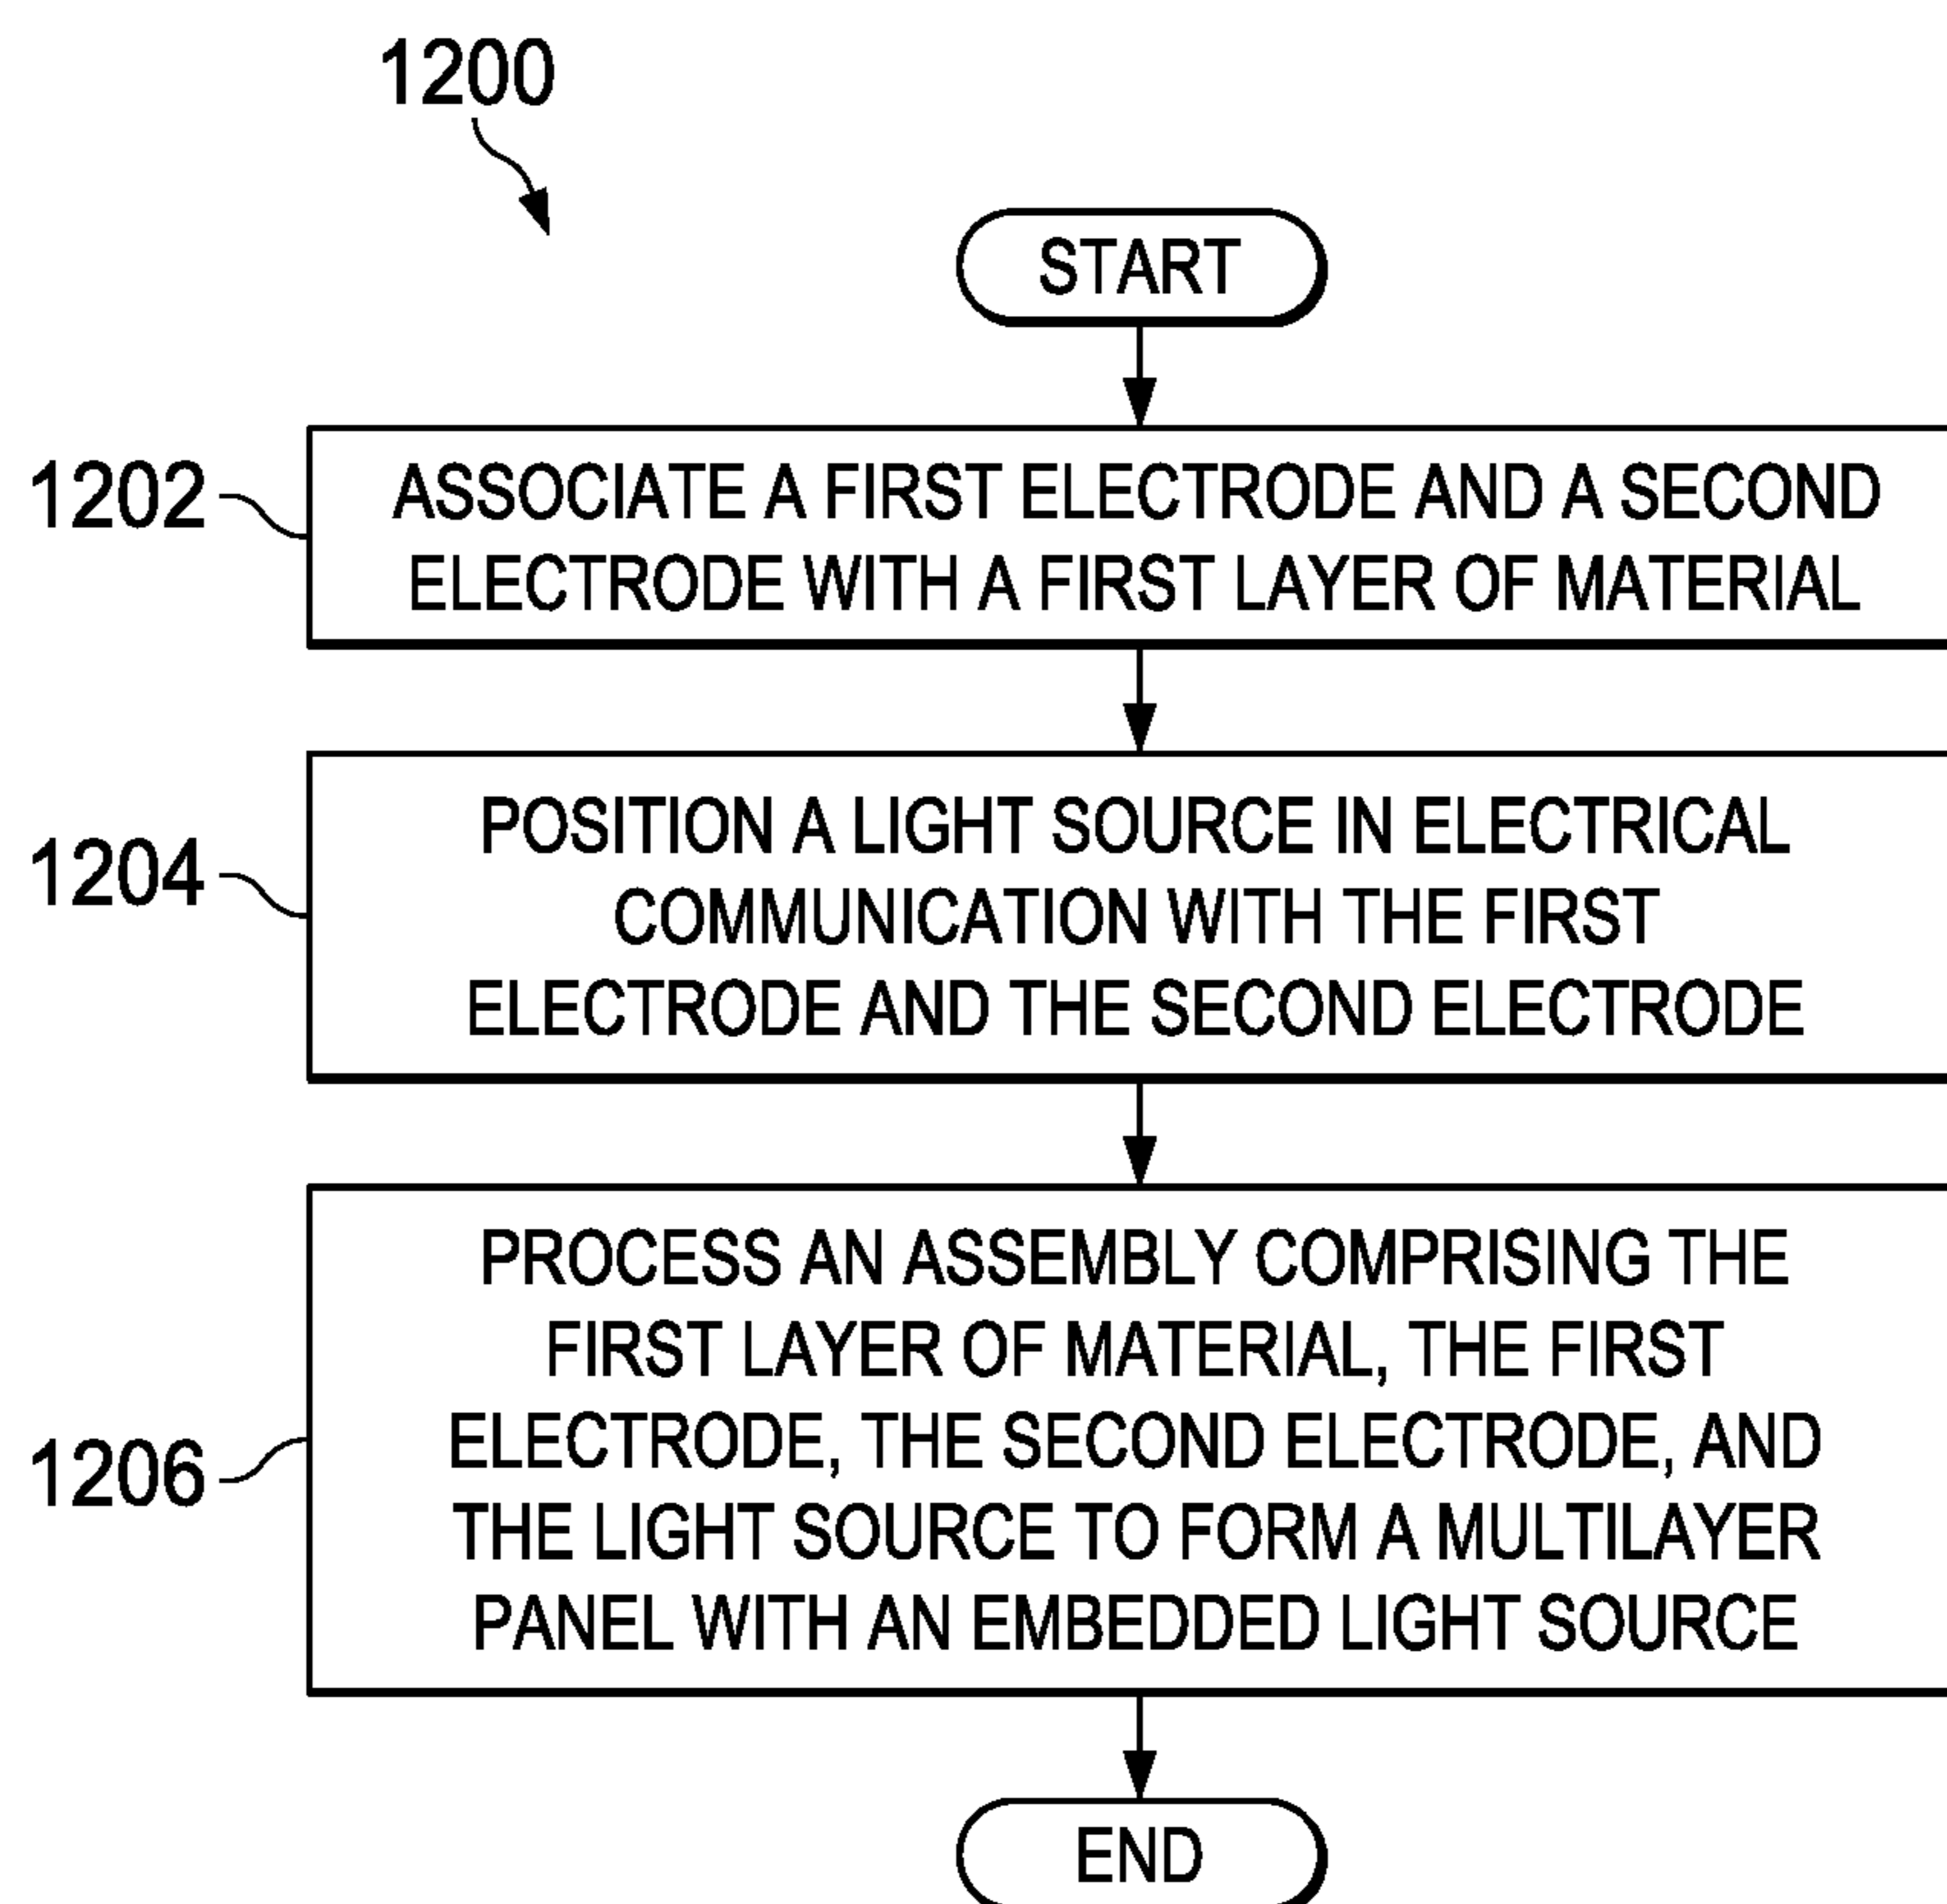 1200
START
1202
ASSOCIATE A FIRST ELECTRODE AND A SECOND
ELECTRODE WITH A FIRST LAYER OF MATERIAL
1204
POSITION A LIGHT SOURCE IN ELECTRICAL
COMMUNICATION WITH THE FIRST
ELECTRODE AND THE SECOND ELECTRODE
1206
PROCESS AN ASSEMBLY COMPRISING THE
FIRST LAYER OF MATERIAL, THE FIRST
ELECTRODE, THE SECOND ELECTRODE, AND
THE LIGHT SOURCE TO FORM A MULTILAYER
PANEL WITH AN EMBEDDED LIGHT SOURCE
END